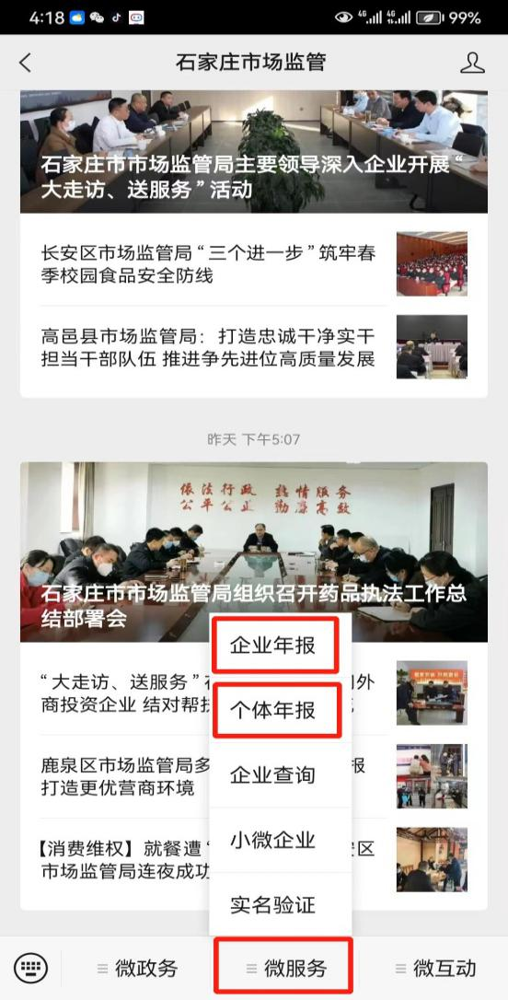 4:18
4G
4G
99%
石家庄市场监管
石家庄市市场监管局主要领导深入企业开展“
大走访、送服务”活动
长安区市场监管局“三个进一步”筑牢春
季校园食品安全防线
高邑县市场监管局：打造忠诚干净实干
担当干部队伍 推进争先进位高质量发展
昨天 下午5:07
依法行政 热情服务
公平公正 勤廉高效
石家庄市市场监管局组织召开药品执法工作总
结部署会
“大走访、送服务”
外
商投资企业 结对帮
鹿泉区市场监管局多
报
打造更优营商环境
【消费维权】就餐遭“
区
市场监管局连夜成功
企业年报
个体年报
企业查询
小微企业
实名验证
微政务
微服务
微互动